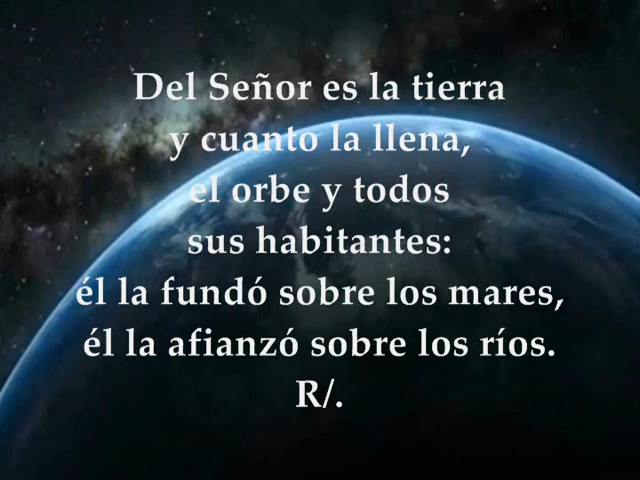 Del Señor es la tierra
y cuanto la llena,
el orbe y todos
sus habitantes:
él la fundó sobre los mares,
él la afianzó sobre los ríos.
R/.